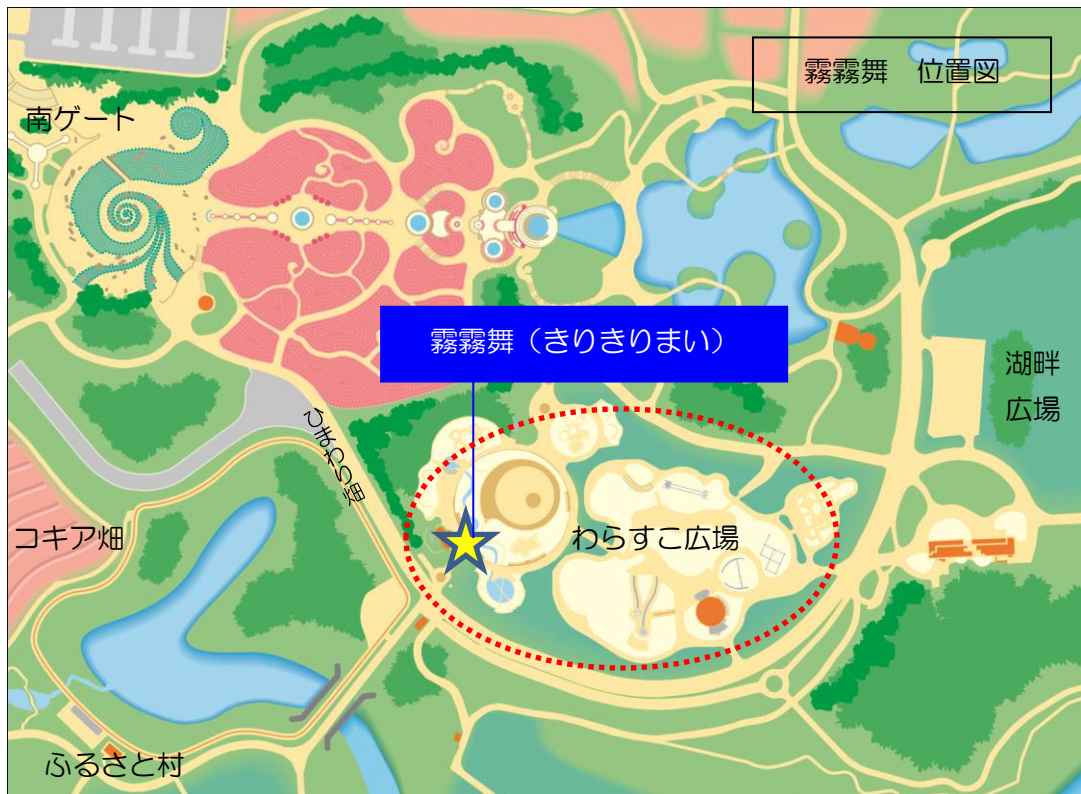 霧霧舞　位置図
南ゲート
霧霧舞（きりきりまい）
湖畔
広場
ひまわり畑
コキア畑
わらすこ広場
ふるさと村